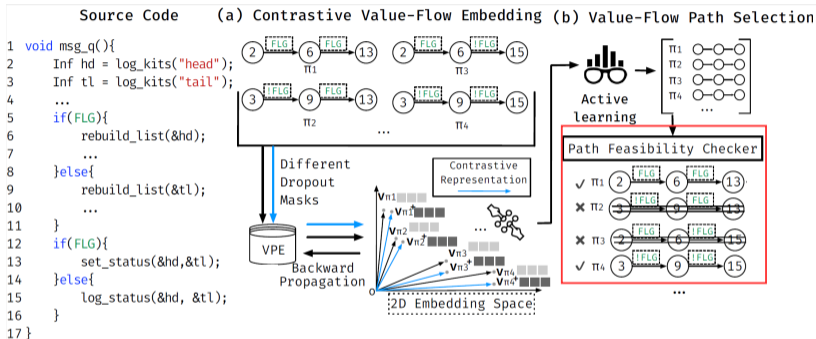 Source Code
1 void msg_q(){
2 Inf hd = log_kits("head");
3 Inf tl = log_kits("tail");
4 ...
5 if(FLG){
6 rebuild_list(&hd);
7 ...
8 }else{
9 rebuild_list(&tl);
10 ...
11 }
12 if(FLG){
13 set_status(&hd,&tl);
14 }else{
15 log_status(&hd, &tl);
16 }
17 }
(a) Contrastive Value-Flow Embedding
2 FLG 6 FLG 13
π1
2 FLG 6 !FLG 15
π3
3 !FLG 9 FLG 13
π2
3 !FLG 9 !FLG 15
π4
...
Different
Dropout
Masks
VPE
Backward
Propagation
Contrastive
Representation
Vπ1
Vπ1+
Vπ2
Vπ2+
...
Vπ3
Vπ3+
Vπ4
Vπ4+
O
2D Embedding Space
(b) Value-Flow Path Selection
Active
learning
π1
π2
π3
π4
...
Path Feasibility Checker
✓ π1 2 FLG 6 FLG 13
✗ π2 3 !FLG 9 FLG 13
✗ π3 2 FLG 6 !FLG 15
✓ π4 3 !FLG 9 !FLG 15
...